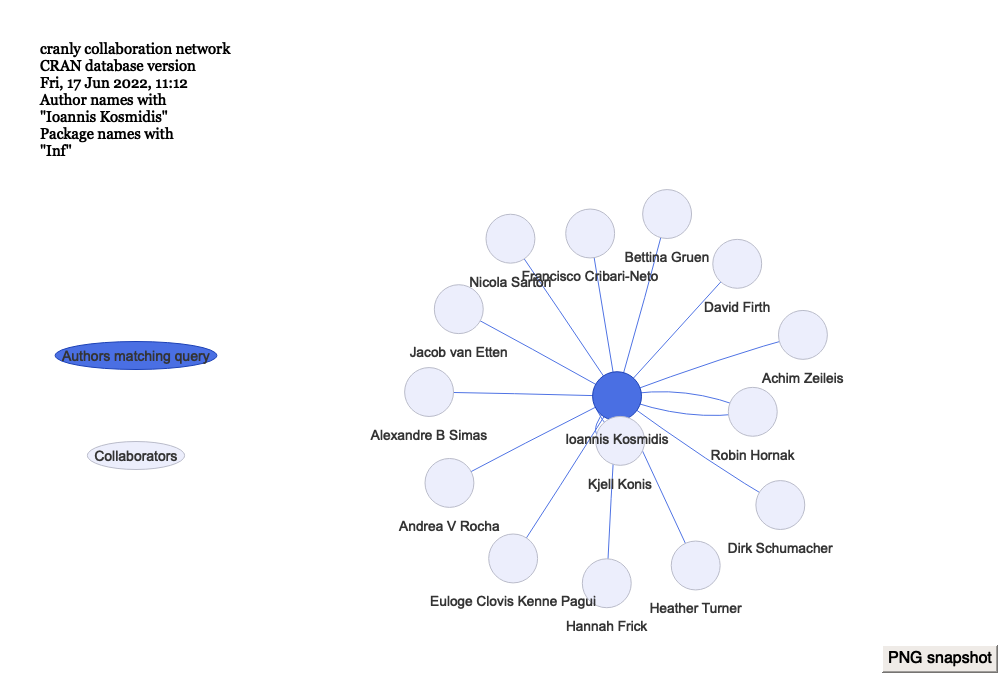 cranly collaboration network
CRAN database version
Fri, 17 Jun 2022, 11:12
Author names with
"Ioannis Kosmidis"
Package names with
"Inf"
Bettina Gruen
Francisco Cribari-Neto
Nicola Sartori
David Firth
Jacob van Etten
Authors matching query
Achim Zeileis
Alexandre B Simas
Ioannis Kosmidis
Robin Hornak
Collaborators
Kjell Konis
Andrea V Rocha
Dirk Schumacher
Euloge Clovis Kenne Pagui
Heather Turner
Hannah Frick
PNG snapshot